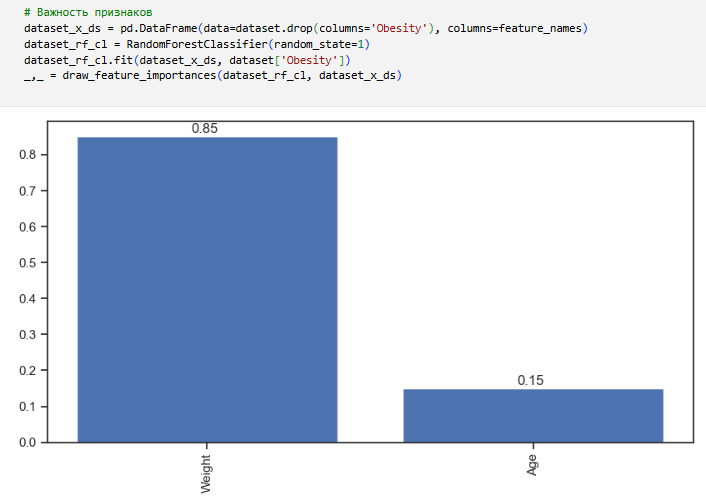 # Важность признаков
dataset_x_ds = pd.DataFrame(data=dataset.drop(columns='Obesity'), columns=feature_names)
dataset_rf_cl = RandomForestClassifier(random_state=1)
dataset_rf_cl.fit(dataset_x_ds, dataset['Obesity'])
_,_ = draw_feature_importances(dataset_rf_cl, dataset_x_ds)
0.85
0.8
0.7
0.6
0.5
0.4
0.3
0.2
0.15
0.1
0.0
Weight
Age